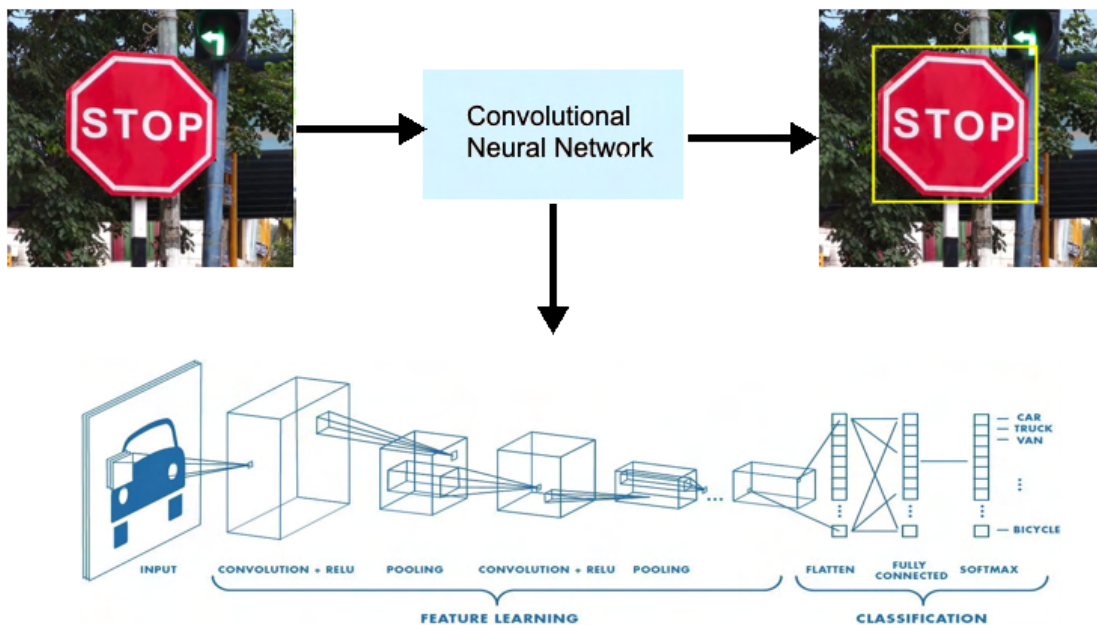 STOP
Convolutional
Neural Network
STOP
CAR
TRUCK
VAN
BICYCLE
INPUT
CONVOLUTION + RELU
POOLING
CONVOLUTION + RELU
POOLING
FLATTEN
FULLY
CONNECTED
SOFTMAX
FEATURE LEARNING
CLASSIFICATION